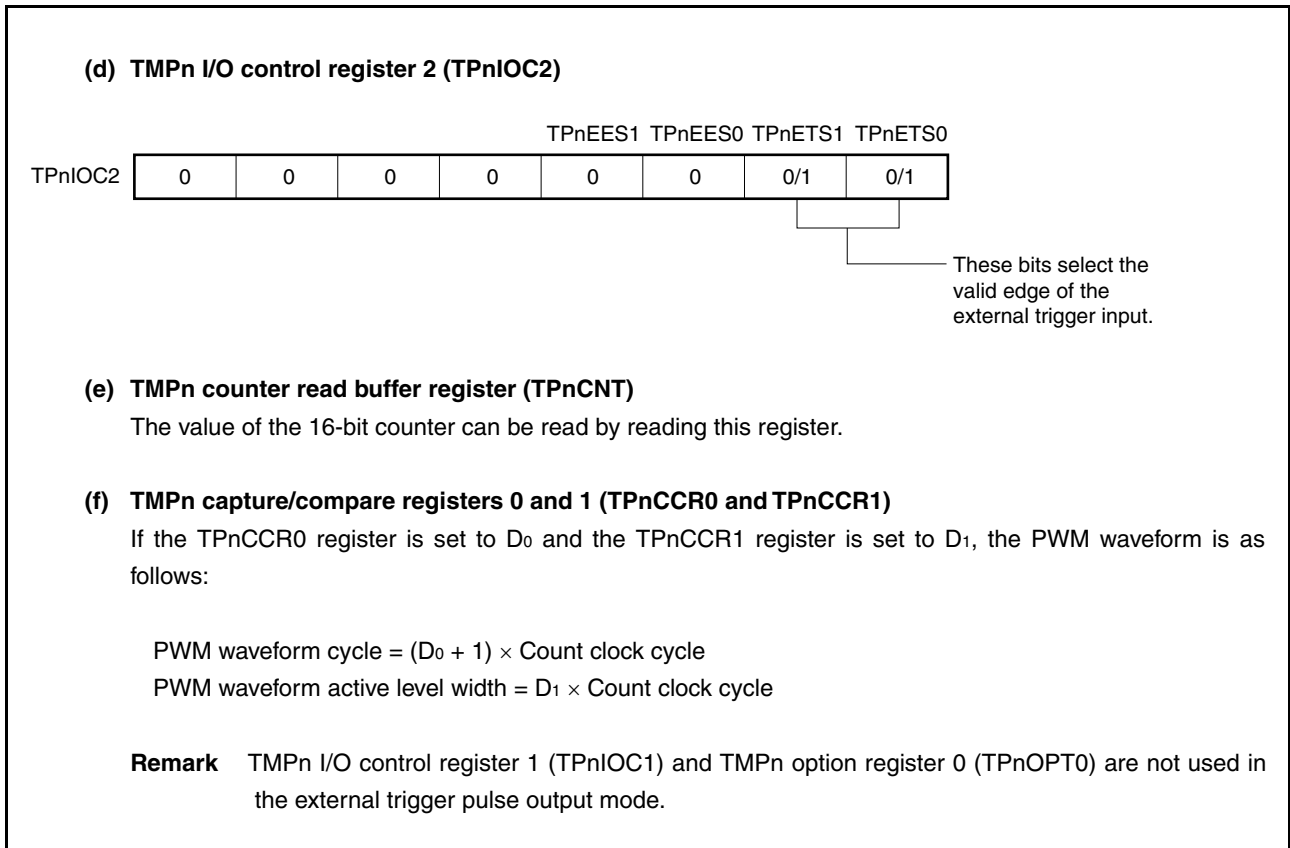 (d) TMPn I/O control register 2 (TPnIOC2)
TPnEES1 TPnEES0 TPnETS1 TPnETS0
TPnIOC2 0 0 0 0 0 0 0/1 0/1
These bits select the
valid edge of the
external trigger input.
(e) TMPn counter read buffer register (TPnCNT)
The value of the 16-bit counter can be read by reading this register.
(f) TMPn capture/compare registers 0 and 1 (TPnCCR0 and TPnCCR1)
If the TPnCCR0 register is set to D0 and the TPnCCR1 register is set to D1, the PWM waveform is as
follows:
PWM waveform cycle = (D0 + 1) × Count clock cycle
PWM waveform active level width = D1 × Count clock cycle
Remark TMPn I/O control register 1 (TPnIOC1) and TMPn option register 0 (TPnOPT0) are not used in
the external trigger pulse output mode.